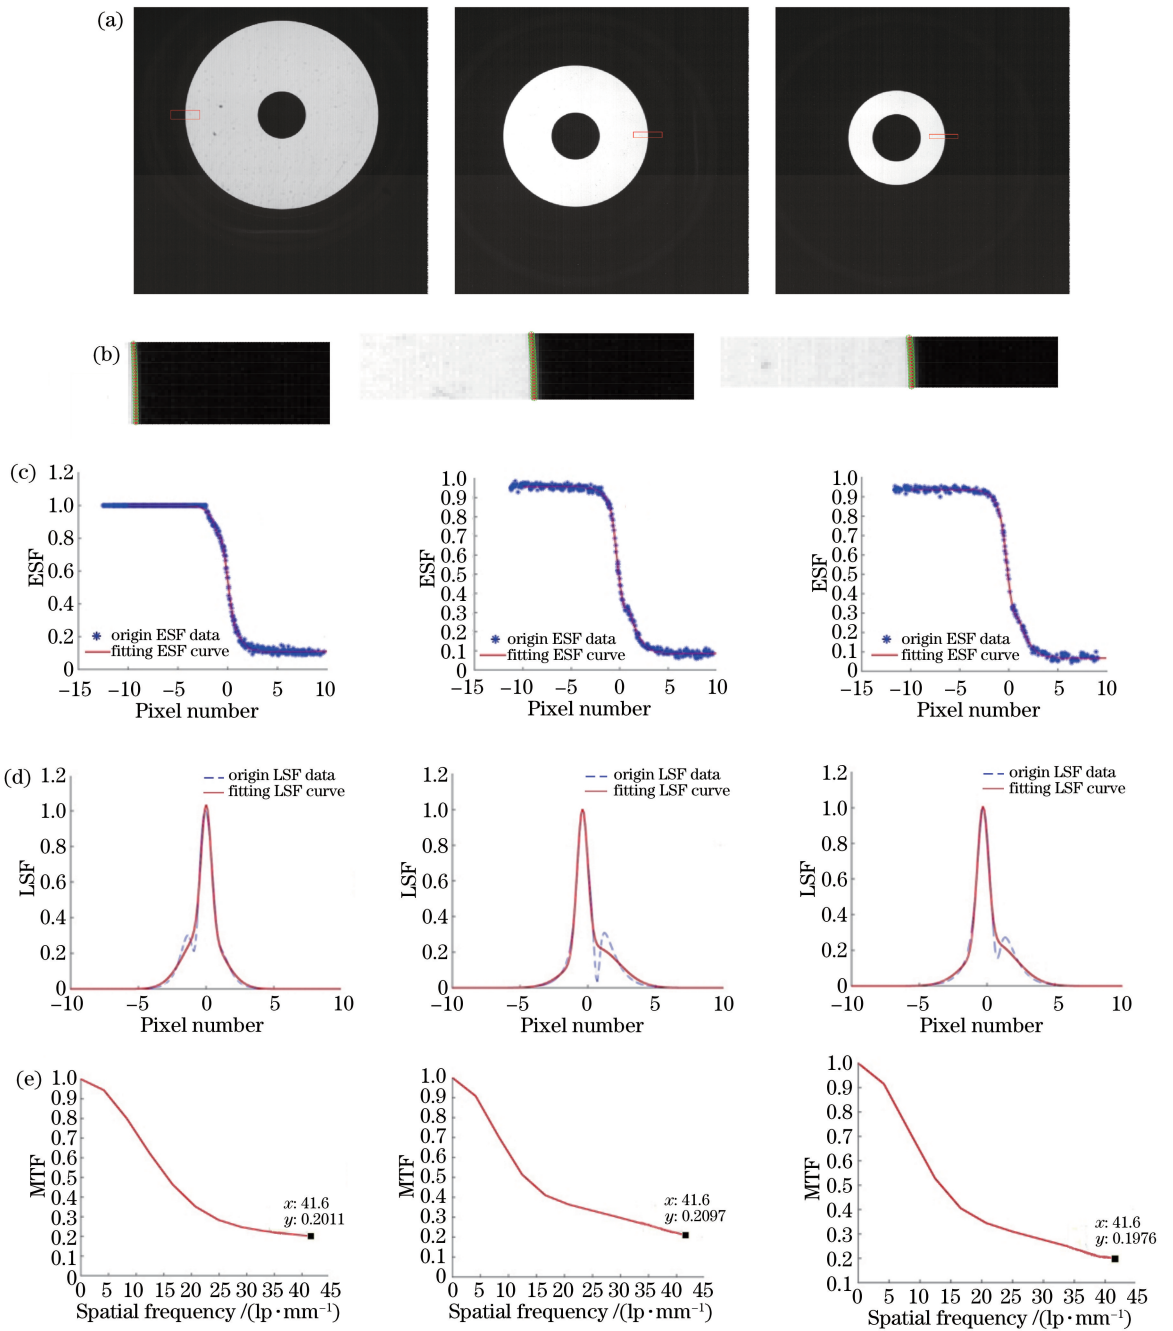 (a)
(b)
(c)
1.2
1.0
0.8
0.6
0.4
0.2
0
ESF
origin ESF data
fitting ESF curve
−15 −10 −5 0 5 10
Pixel number
1.0
0.9
0.8
0.7
0.6
0.5
0.4
0.3
0.2
0.1
0
ESF
origin ESF data
fitting ESF curve
−15 −10 −5 0 5 10
Pixel number
1.0
0.9
0.8
0.7
0.6
0.5
0.4
0.3
0.2
0.1
0
ESF
origin ESF data
fitting ESF curve
−15 −10 −5 0 5 10
Pixel number
(d)
1.2
1.0
0.8
0.6
0.4
0.2
0
LSF
origin LSF data
fitting LSF curve
−10 −5 0 5 10
Pixel number
1.2
1.0
0.8
0.6
0.4
0.2
0
LSF
origin LSF data
fitting LSF curve
−10 −5 0 5 10
Pixel number
1.2
1.0
0.8
0.6
0.4
0.2
0
LSF
origin LSF data
fitting LSF curve
−10 −5 0 5 10
Pixel number
(e)
1.0
0.9
0.8
0.7
0.6
0.5
0.4
0.3
0.2
0.1
0
MTF
x: 41.6
y: 0.2011
0 5 10 15 20 25 30 35 40 45
Spatial frequency /(lp·mm⁻¹)
1.0
0.9
0.8
0.7
0.6
0.5
0.4
0.3
0.2
0.1
0
MTF
x: 41.6
y: 0.2097
0 5 10 15 20 25 30 35 40 45
Spatial frequency /(lp·mm⁻¹)
1.0
0.9
0.8
0.7
0.6
0.5
0.4
0.3
0.2
0.1
MTF
x: 41.6
y: 0.1976
0 5 10 15 20 25 30 35 40 45
Spatial frequency /(lp·mm⁻¹)